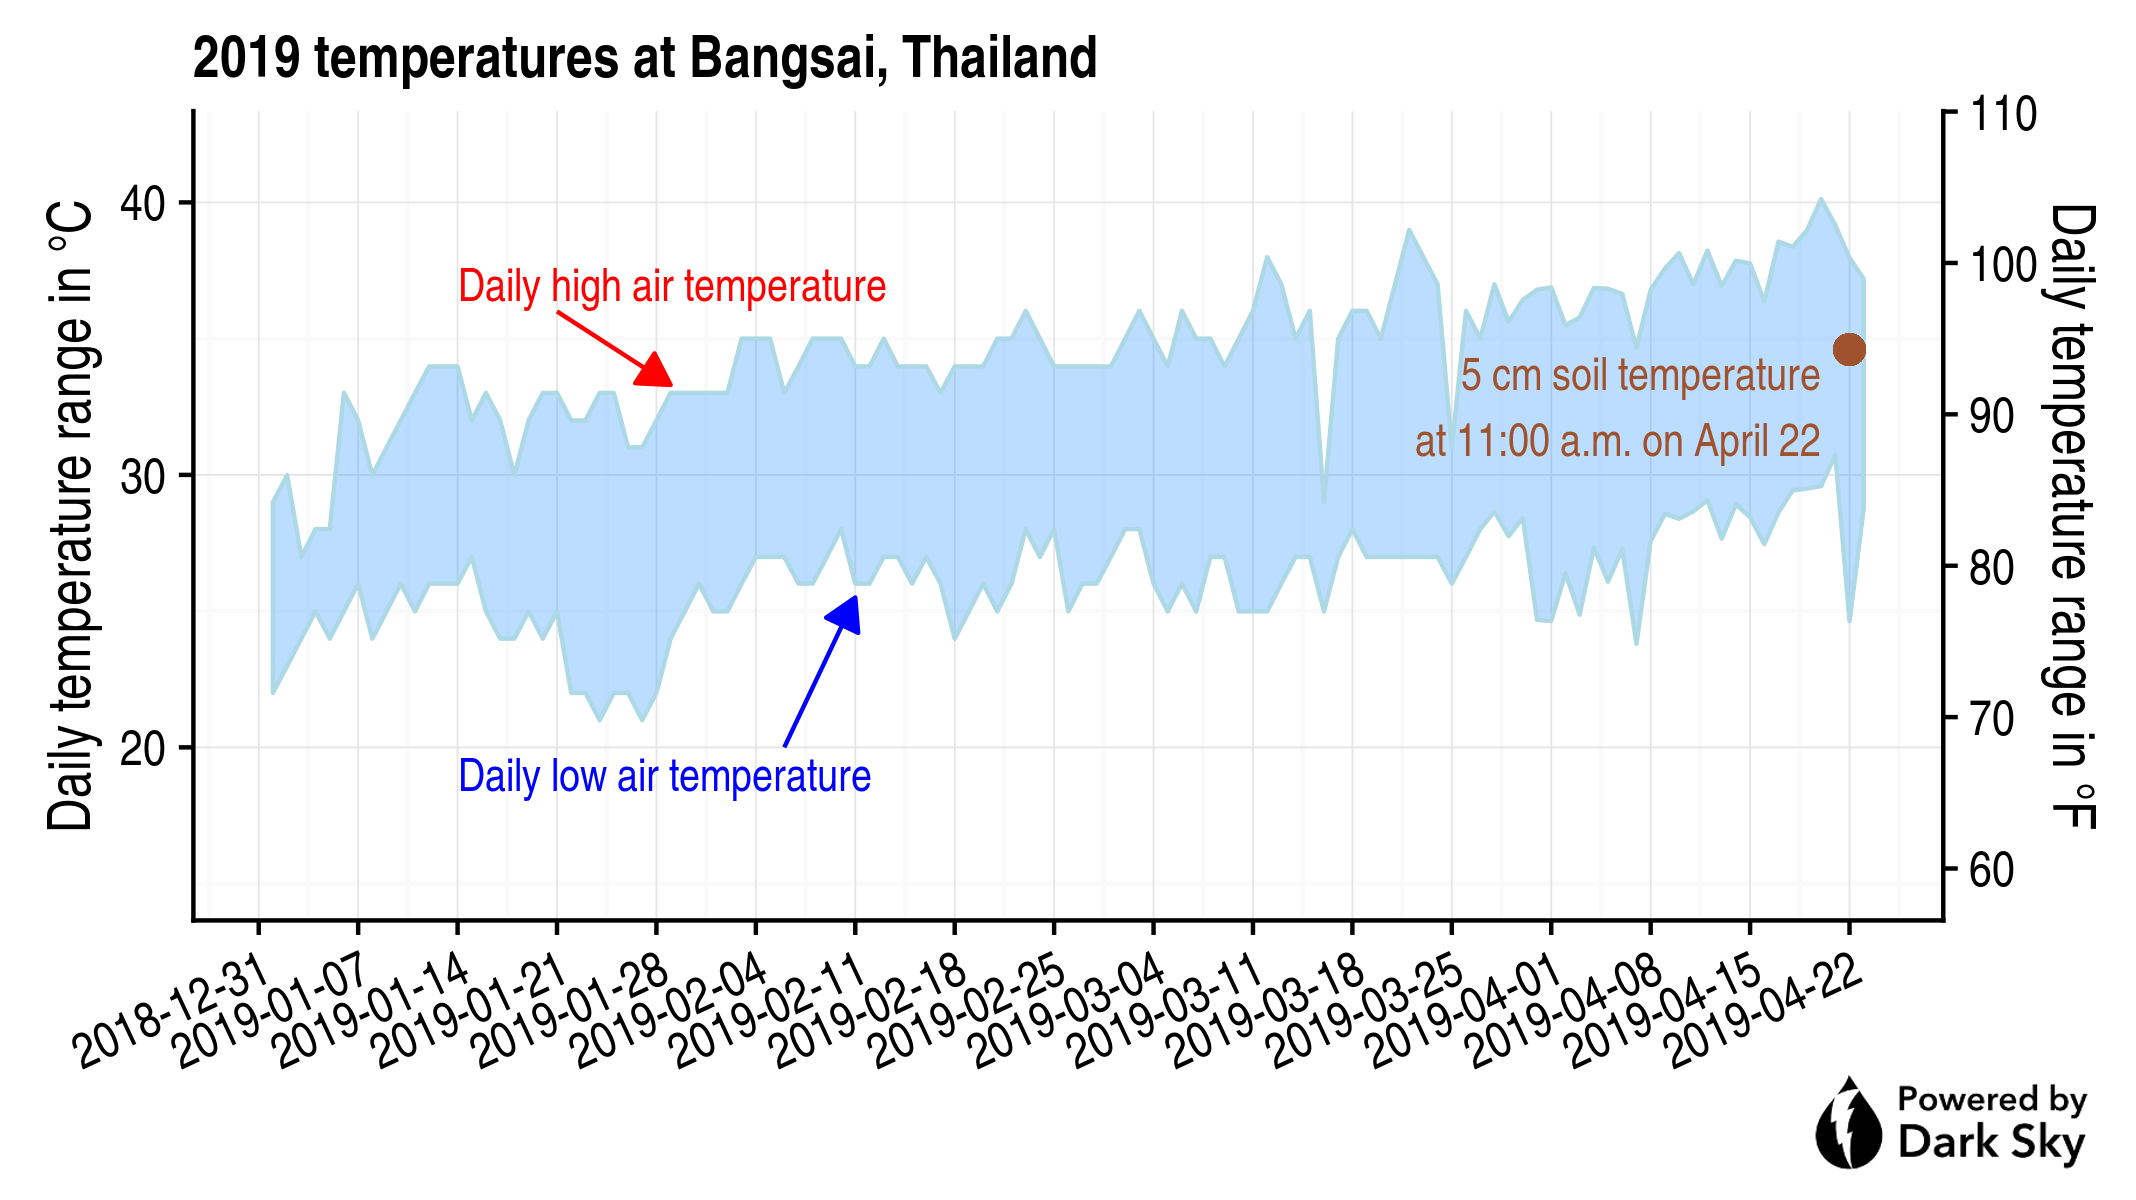 2019 temperatures at Bangsai, Thailand
Daily temperature range in °C
40
30
20
Daily high air temperature
Daily low air temperature
5 cm soil temperature
at 11:00 a.m. on April 22
110
100
90
80
70
60
Daily temperature range in °F
2018-12-31
2019-01-07
2019-01-14
2019-01-21
2019-01-28
2019-02-04
2019-02-11
2019-02-18
2019-02-25
2019-03-04
2019-03-11
2019-03-18
2019-03-25
2019-04-01
2019-04-08
2019-04-15
2019-04-22
Powered by
Dark Sky